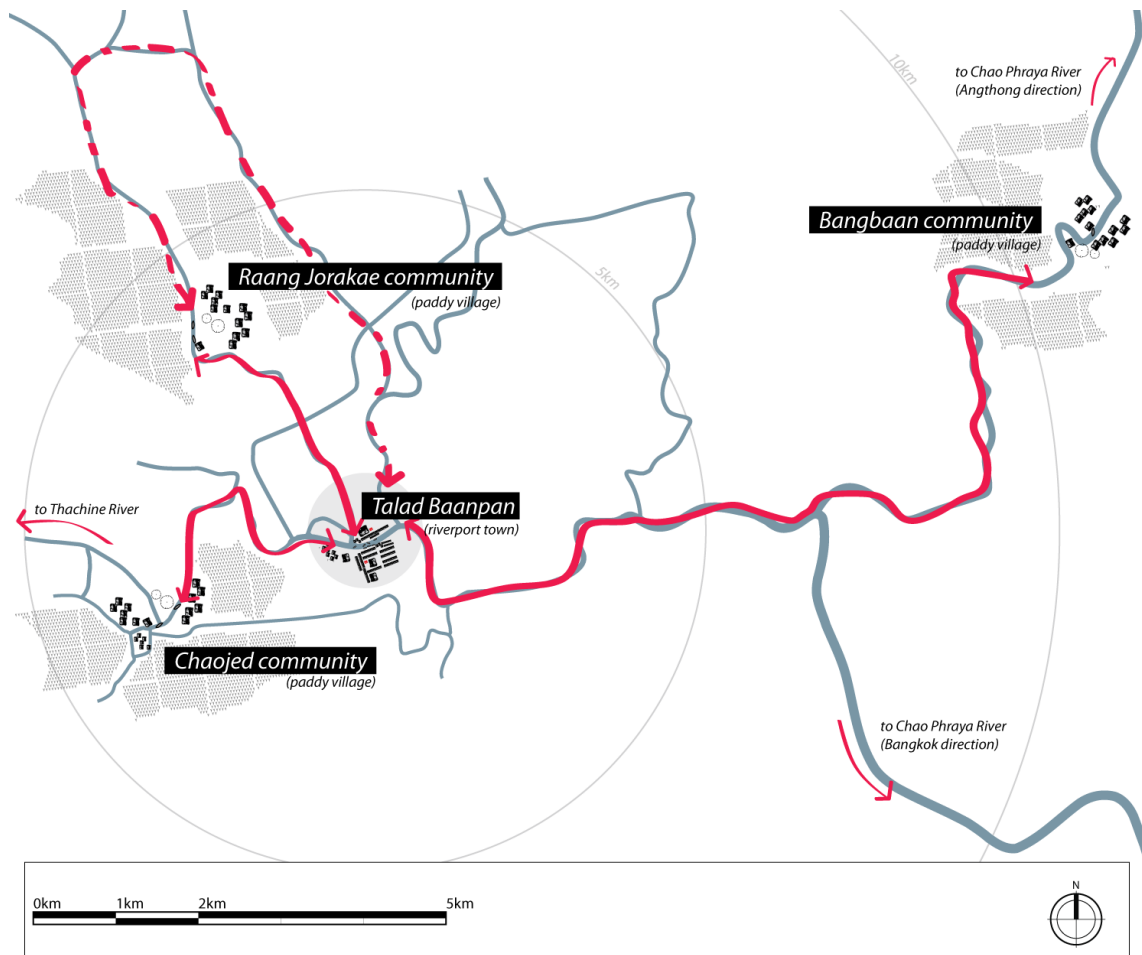 10km
to Chao Phraya River
(Angthong direction)
Bangbaan community
(paddy village)
Raang Jorakae community
(paddy village)
5km
Talad Baanpan
(riverport town)
to Thachine River
Chaojed community
(paddy village)
to Chao Phraya River
(Bangkok direction)
0km 1km 2km 5km
N